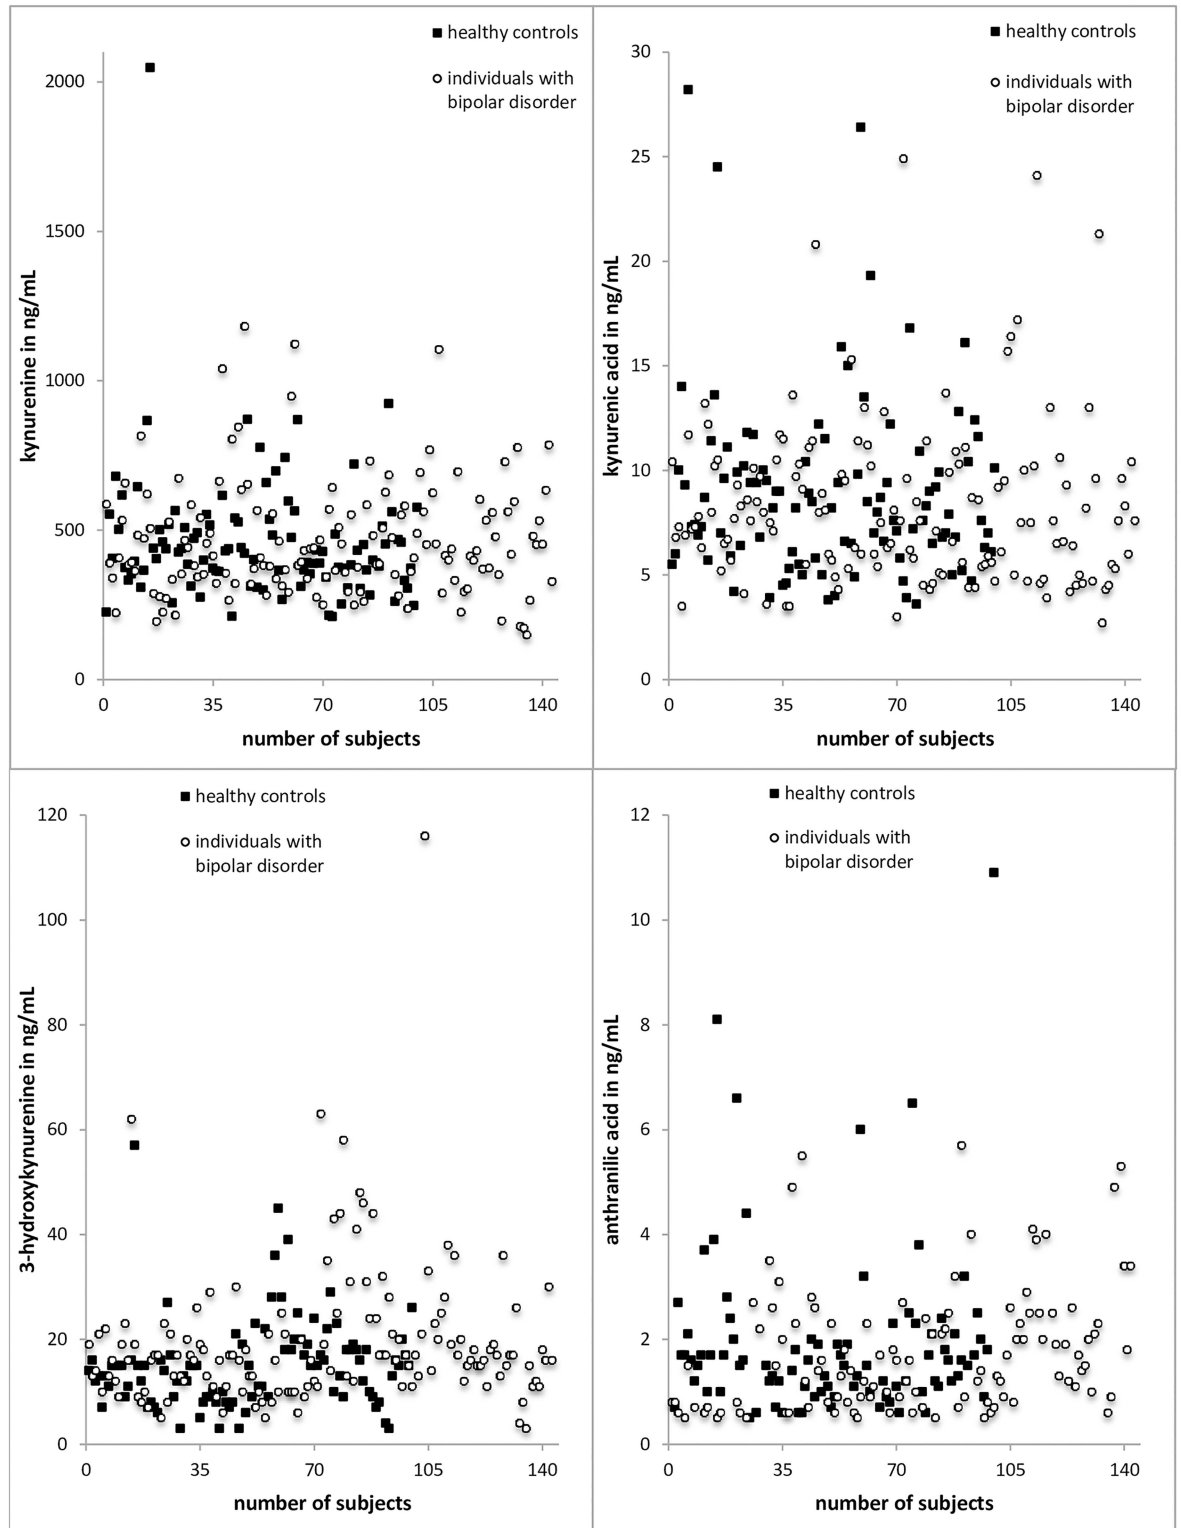 healthy controls
individuals with
bipolar disorder
2000
1500
1000
500
0
0 35 70 105 140
kynurenine in ng/mL
number of subjects
healthy controls
individuals with
bipolar disorder
30
25
20
15
10
5
0
0 35 70 105 140
kynurenic acid in ng/mL
number of subjects
healthy controls
individuals with
bipolar disorder
120
100
80
60
40
20
0
0 35 70 105 140
3-hydroxykynurenine in ng/mL
number of subjects
healthy controls
individuals with
bipolar disorder
12
10
8
6
4
2
0
0 35 70 105 140
anthranilic acid in ng/mL
number of subjects